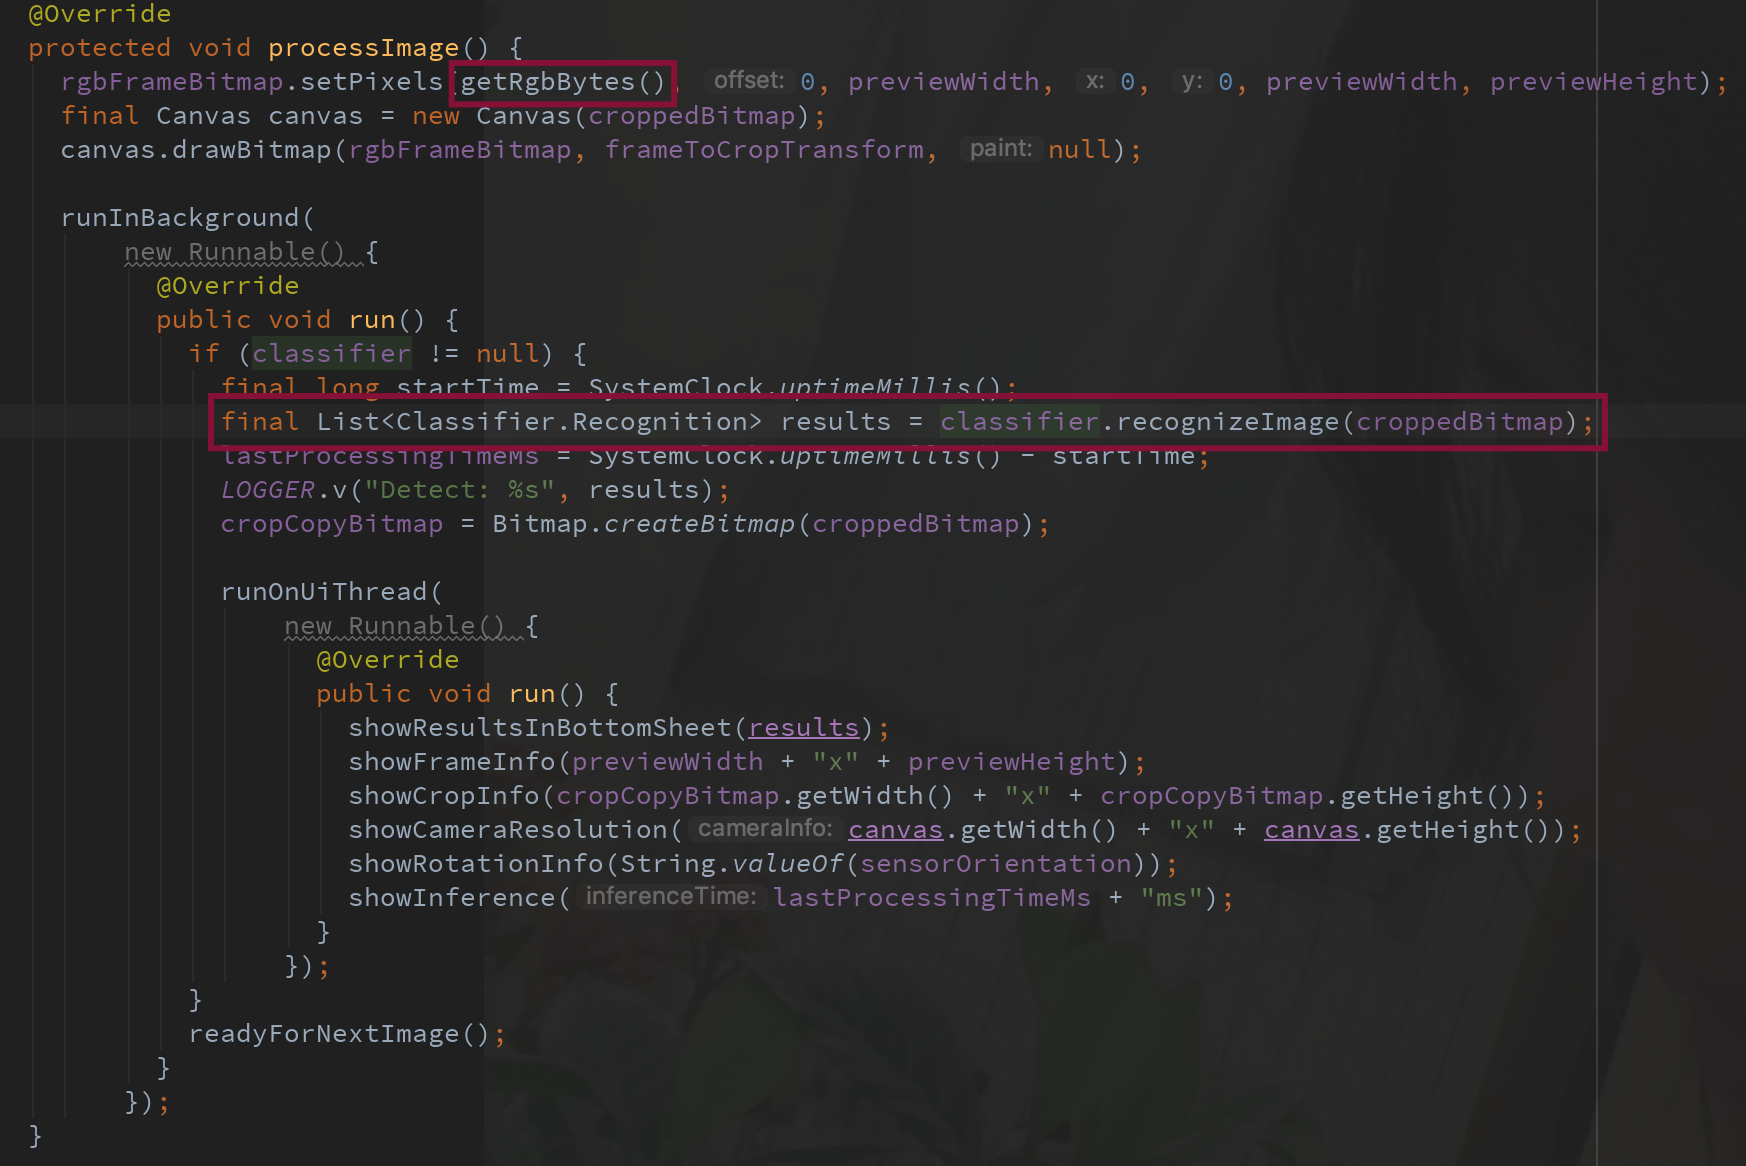 @Override
protected void processImage() {
rgbFrameBitmap.setPixels(getRgbBytes(), offset: 0, previewWidth, x: 0, y: 0, previewWidth, previewHeight);
final Canvas canvas = new Canvas(croppedBitmap);
canvas.drawBitmap(rgbFrameBitmap, frameToCropTransform, paint: null);
runInBackground(
new Runnable() {
@Override
public void run() {
if (classifier != null) {
final long startTime = SystemClock.uptimeMillis();
final List<Classifier.Recognition> results = classifier.recognizeImage(croppedBitmap);
lastProcessingTimeMs = SystemClock.uptimeMillis() - startTime;
LOGGER.v("Detect: %s", results);
cropCopyBitmap = Bitmap.createBitmap(croppedBitmap);
runOnUiThread(
new Runnable() {
@Override
public void run() {
showResultsInBottomSheet(results);
showFrameInfo(previewWidth + "x" + previewHeight);
showCropInfo(cropCopyBitmap.getWidth() + "x" + cropCopyBitmap.getHeight());
showCameraResolution( cameraInfo: canvas.getWidth() + "x" + canvas.getHeight());
showRotationInfo(String.valueOf(sensorOrientation));
showInference( inferenceTime: lastProcessingTimeMs + "ms");
}
});
}
readyForNextImage();
}
});
}